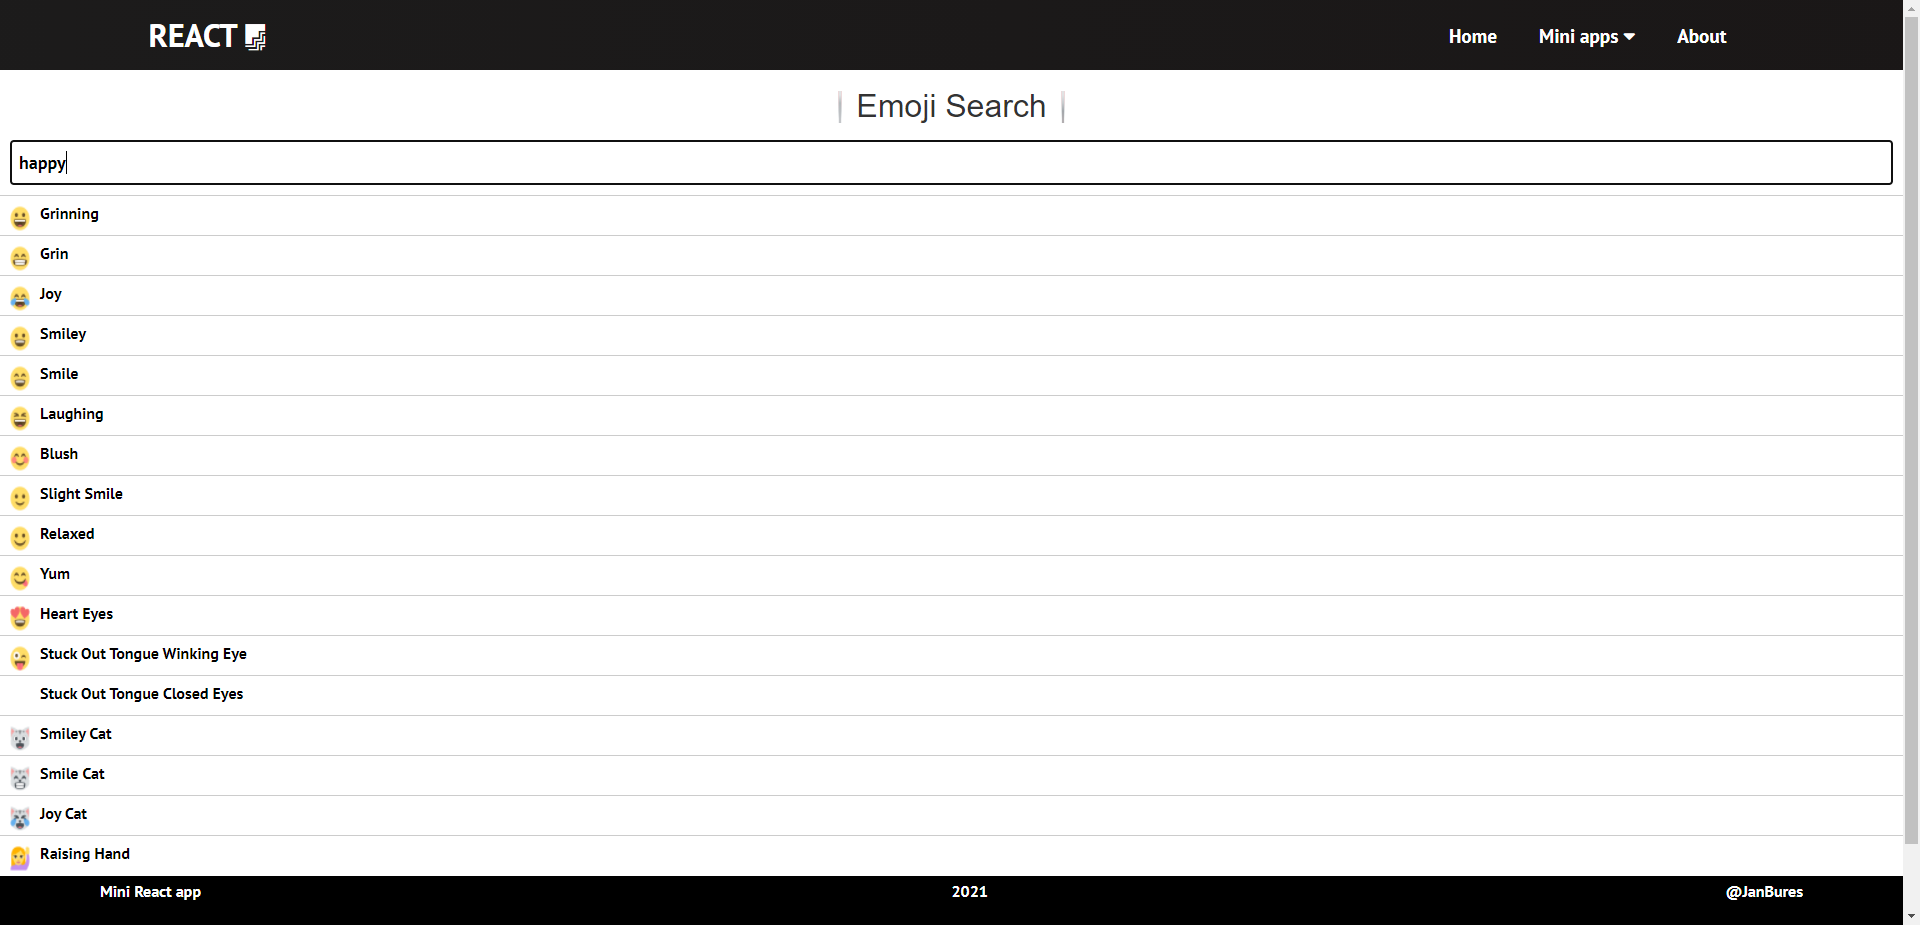 REACT
Home Mini apps About
Emoji Search
happy
Grinning
Grin
Joy
Smiley
Smile
Laughing
Blush
Slight Smile
Relaxed
Yum
Heart Eyes
Stuck Out Tongue Winking Eye
Stuck Out Tongue Closed Eyes
Smiley Cat
Smile Cat
Joy Cat
Raising Hand
Mini React app 2021 @JanBures